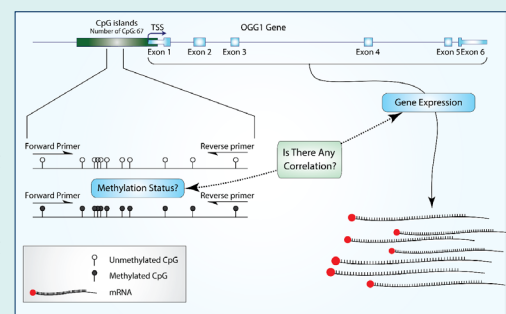 CpG islands
Number of CpG: 67
TSS
OGG1 Gene
Exon 1
Exon 2
Exon 3
Exon 4
Exon 5
Exon 6
Gene Expression
Forward Primer
Reverse primer
Is There Any
Correlation?
Methylation Status?
Forward Primer
Reverse primer
Unmethylated CpG
Methylated CpG
mRNA